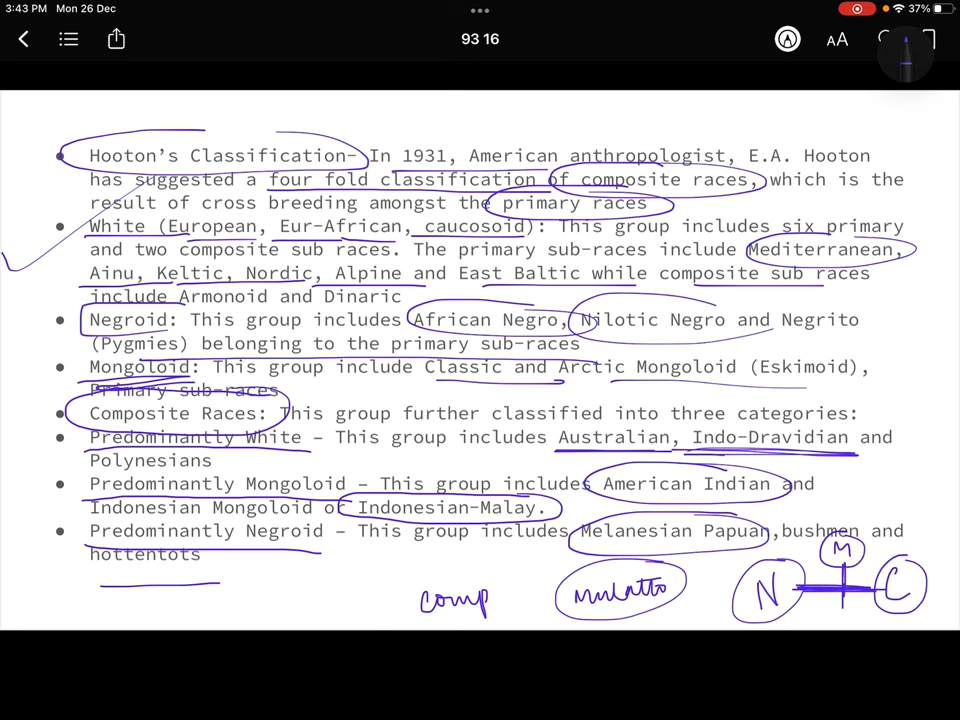 3:43 PM Mon 26 Dec
37%
93 16
AA
• Hooton's Classification- In 1931, American anthropologist, E.A. Hooton
has suggested a four fold classification of composite races, which is the
result of cross breeding amongst the primary races
• White (European, Eur-African, caucosoid): This group includes six primary
and two composite sub races. The primary sub-races include Mediterranean,
Ainu, Keltic, Nordic, Alpine and East Baltic while composite sub races
include Armonoid and Dinaric
• Negroid: This group includes African Negro, Nilotic Negro and Negrito
(Pygmies) belonging to the primary sub-races
• Mongoloid: This group include Classic and Arctic Mongoloid (Eskimoid),
Primary sub-races
• Composite Races: This group further classified into three categories:
• Predominantly White – This group includes Australian, Indo-Dravidian and
Polynesians
• Predominantly Mongoloid – This group includes American Indian and
Indonesian Mongoloid or Indonesian-Malay.
• Predominantly Negroid – This group includes Melanesian Papuan,bushmen and
hottentots
M
comp mulatto N C